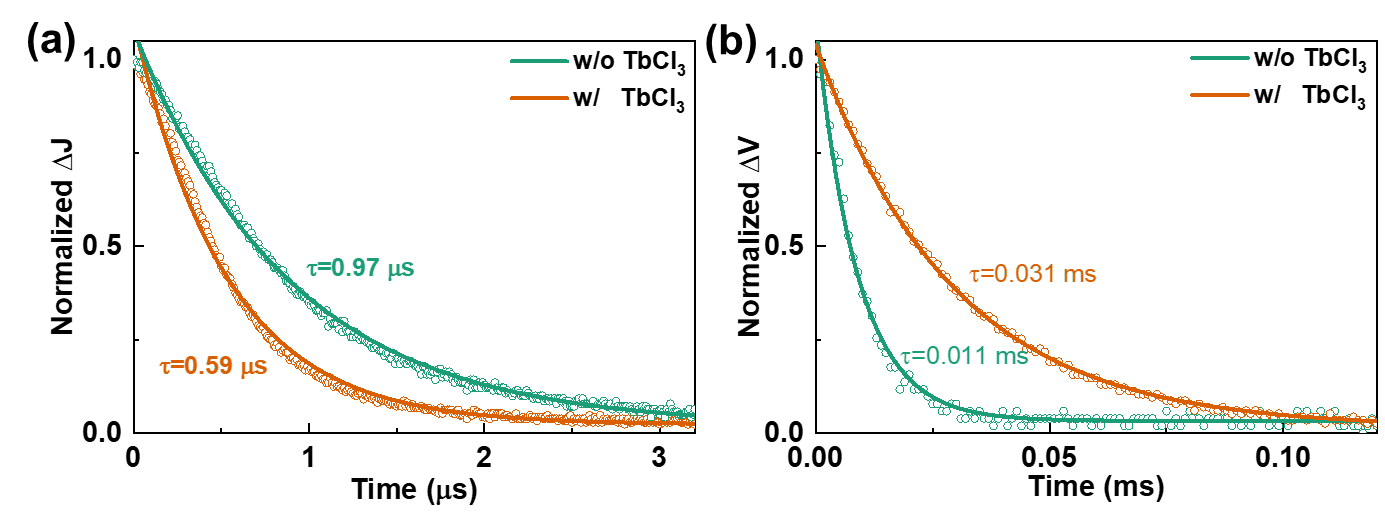 (a)
Normalized ΔJ
1.0
0.5
0.0
w/o TbCl₃
w/ TbCl₃
τ=0.97 μs
τ=0.59 μs
0 1 2 3
Time (μs)
(b)
Normalized ΔV
1.0
0.5
0.0
w/o TbCl₃
w/ TbCl₃
τ=0.031 ms
τ=0.011 ms
0.00 0.05 0.10
Time (ms)